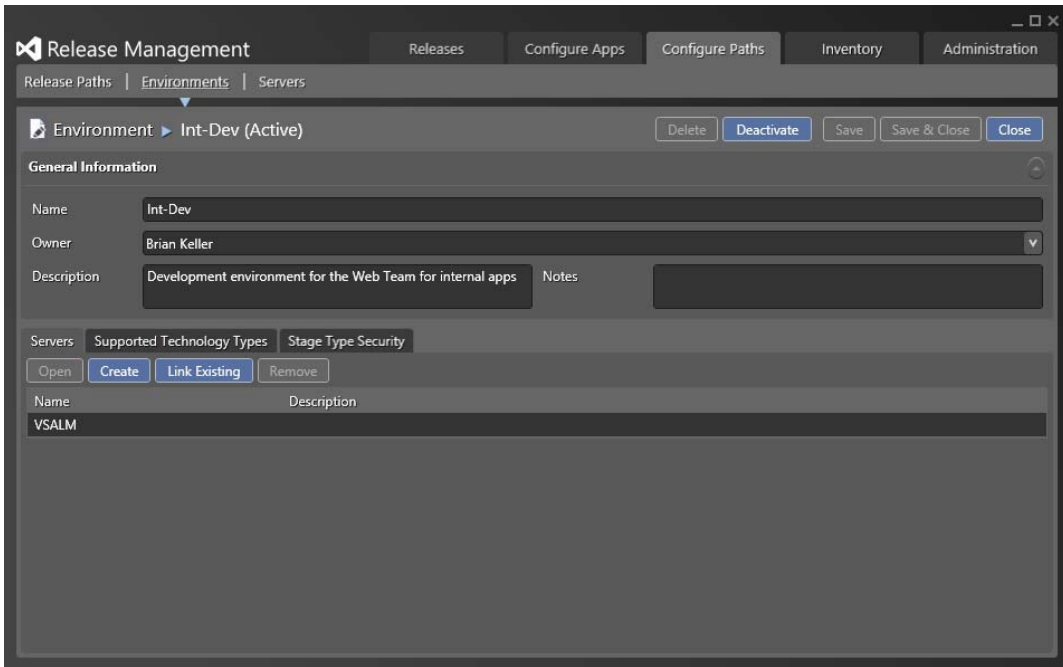 Release Management Releases Configure Apps Configure Paths Inventory Administration
Release Paths | Environments | Servers
Environment Int-Dev (Active) Delete Deactivate Save Save & Close Close
General Information
Name Int-Dev
Owner Brian Keller
Description Development environment for the Web Team for internal apps Notes
Servers Supported Technology Types Stage Type Security
Open Create Link Existing Remove
Name Description
VSALM